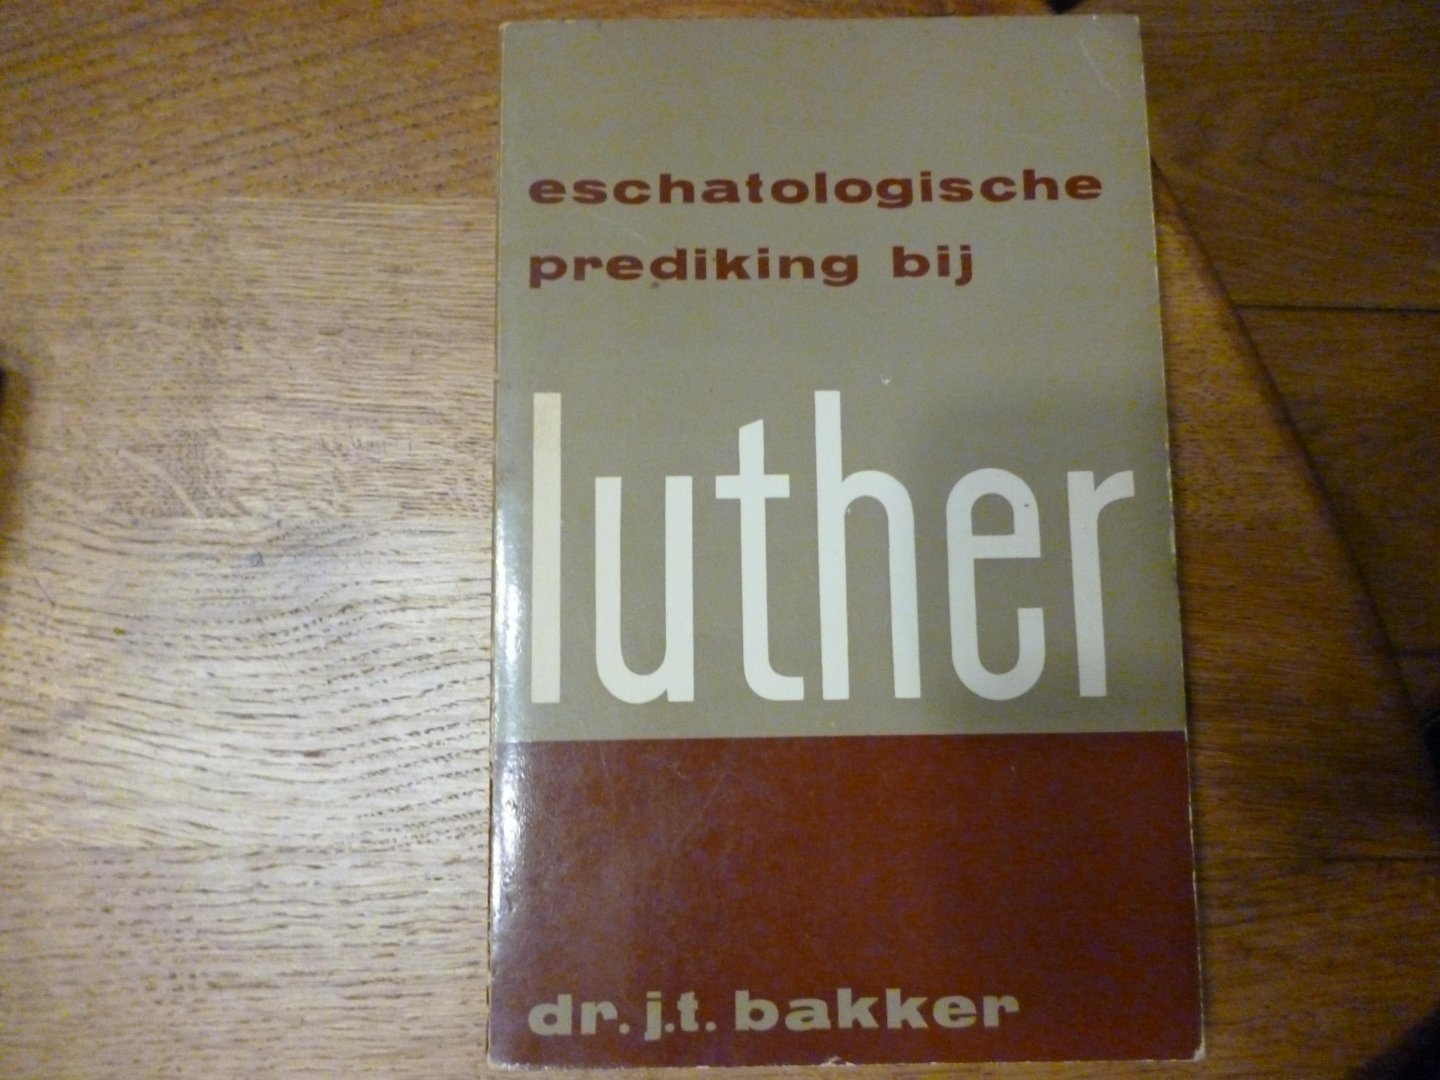 eschatologische
prediking bij
luther
dr. j.t. bakker